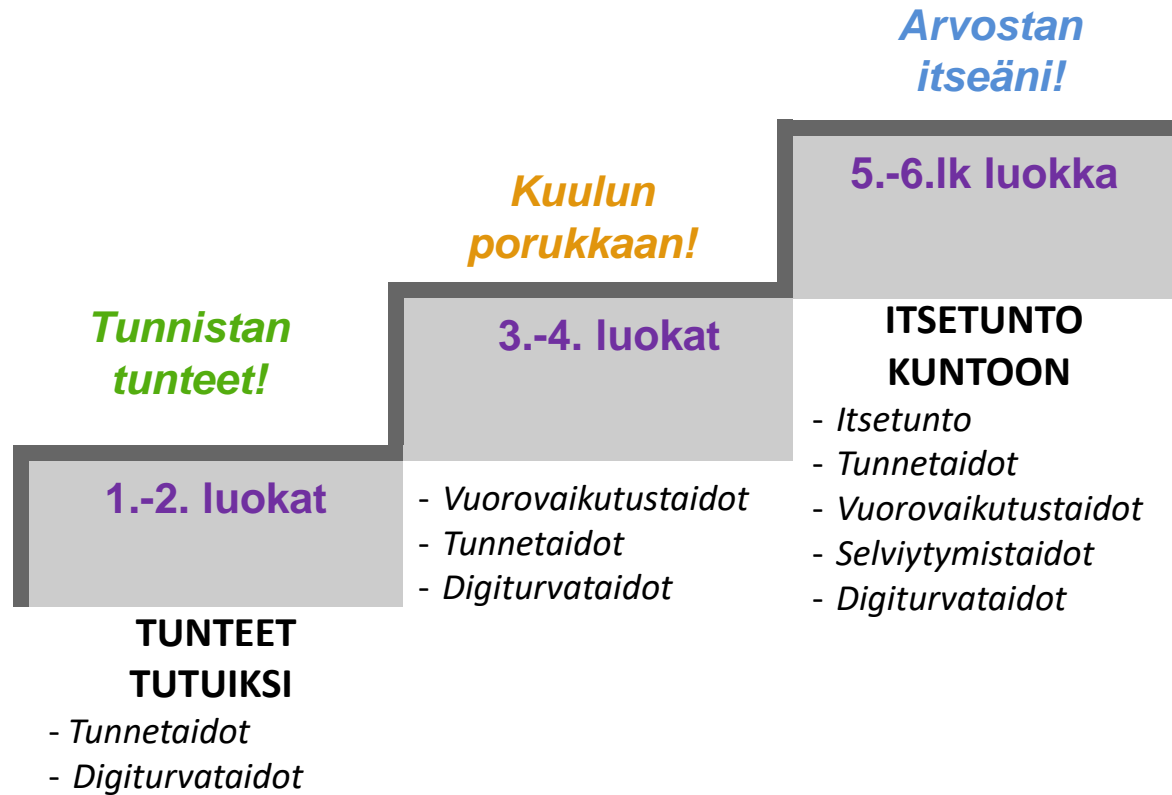 Tunnistan
tunteet!
1.-2. luokat
TUNTEET
TUTUIKSI
- Tunnetaidot
- Digiturvataidot
Kuulun
porukkaan!
3.-4. luokat
- Vuorovaikutustaidot
- Tunnetaidot
- Digiturvataidot
Arvostan
itseäni!
5.-6.lk luokka
ITSETUNTO
KUNTOON
- Itsetunto
- Tunnetaidot
- Vuorovaikutustaidot
- Selviytymistaidot
- Digiturvataidot